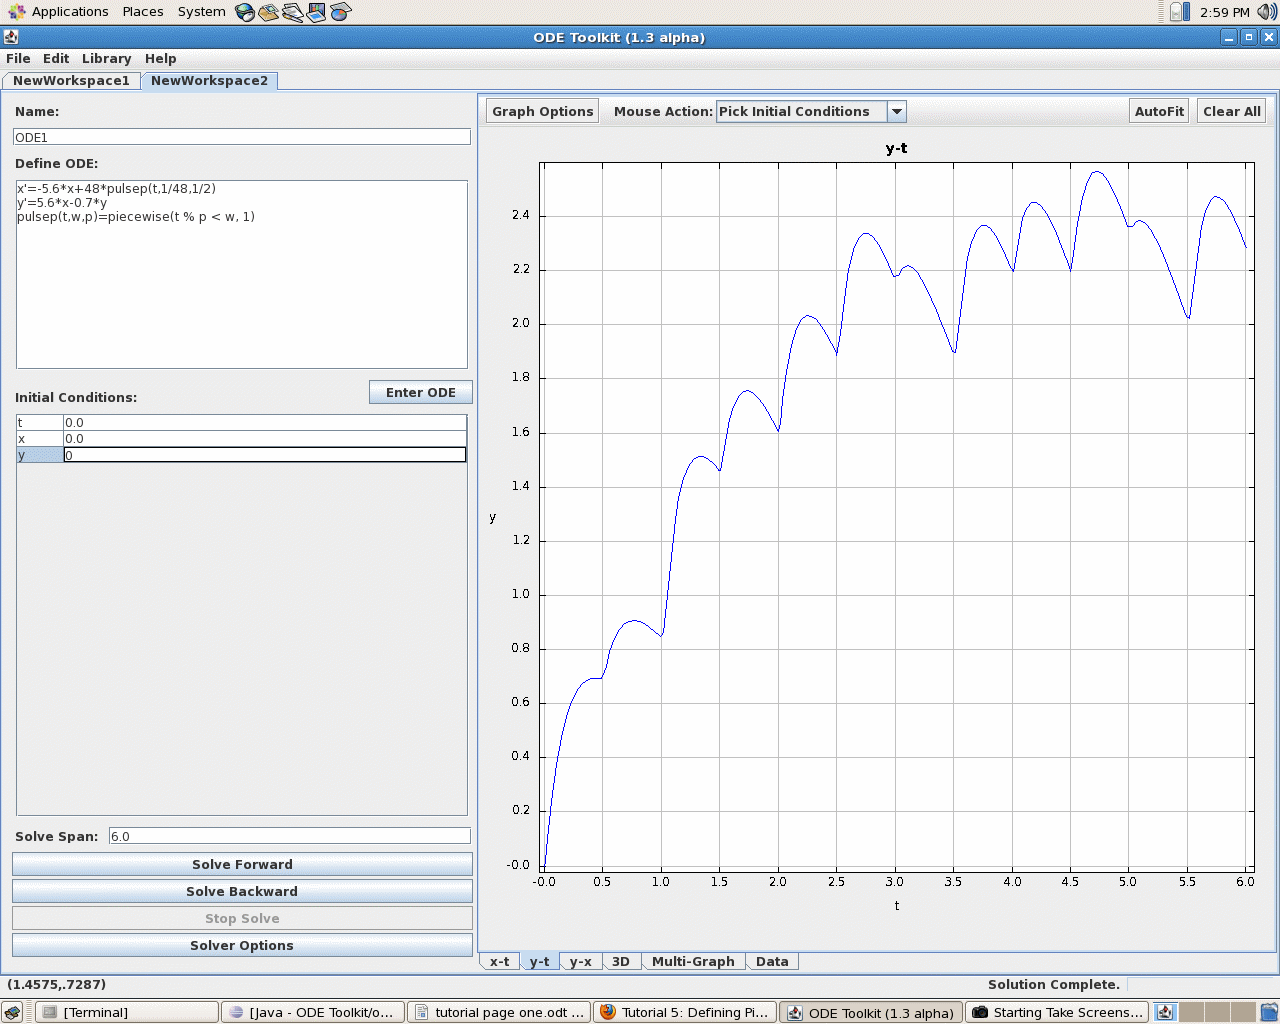 Applications Places System 2:59 PM
ODE Toolkit (1.3 alpha)
File Edit Library Help
NewWorkspace1 NewWorkspace2
Name:
ODE1
Define ODE:
x'=-5.6*x+48*pulsep(t,1/48,1/2)
y'=5.6*x-0.7*y
pulsep(t,w,p)=piecewise(t % p < w, 1)
Enter ODE
Initial Conditions:
t 0.0
x 0.0
y 0
Solve Span: 6.0
Solve Forward
Solve Backward
Stop Solve
Solver Options
Graph Options Mouse Action: Pick Initial Conditions AutoFit Clear All
y-t
2.4
2.2
2.0
1.8
1.6
1.4
y
1.2
1.0
0.8
0.6
0.4
0.2
-0.0
-0.0 0.5 1.0 1.5 2.0 2.5 3.0 3.5 4.0 4.5 5.0 5.5 6.0
t
x-t y-t y-x 3D Multi-Graph Data
(1.4575,.7287) Solution Complete.
[Terminal] [Java - ODE Toolkit/o... tutorial page one.odt ... Tutorial 5: Defining Pi... ODE Toolkit (1.3 alpha) Starting Take Screens...